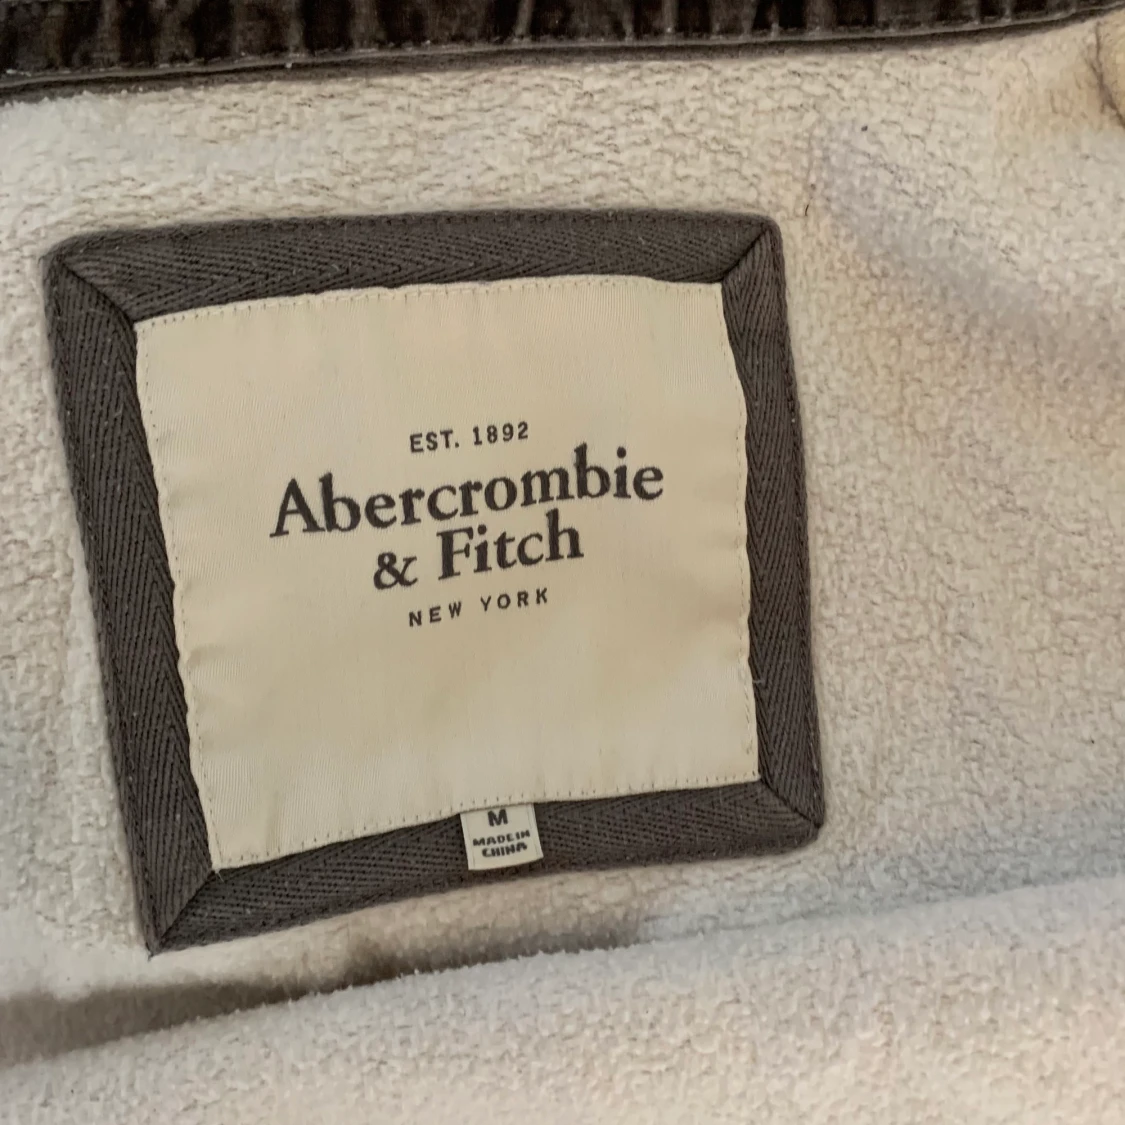 EST. 1892
Abercrombie
& Fitch
NEW YORK
M
MADE IN
CHINA